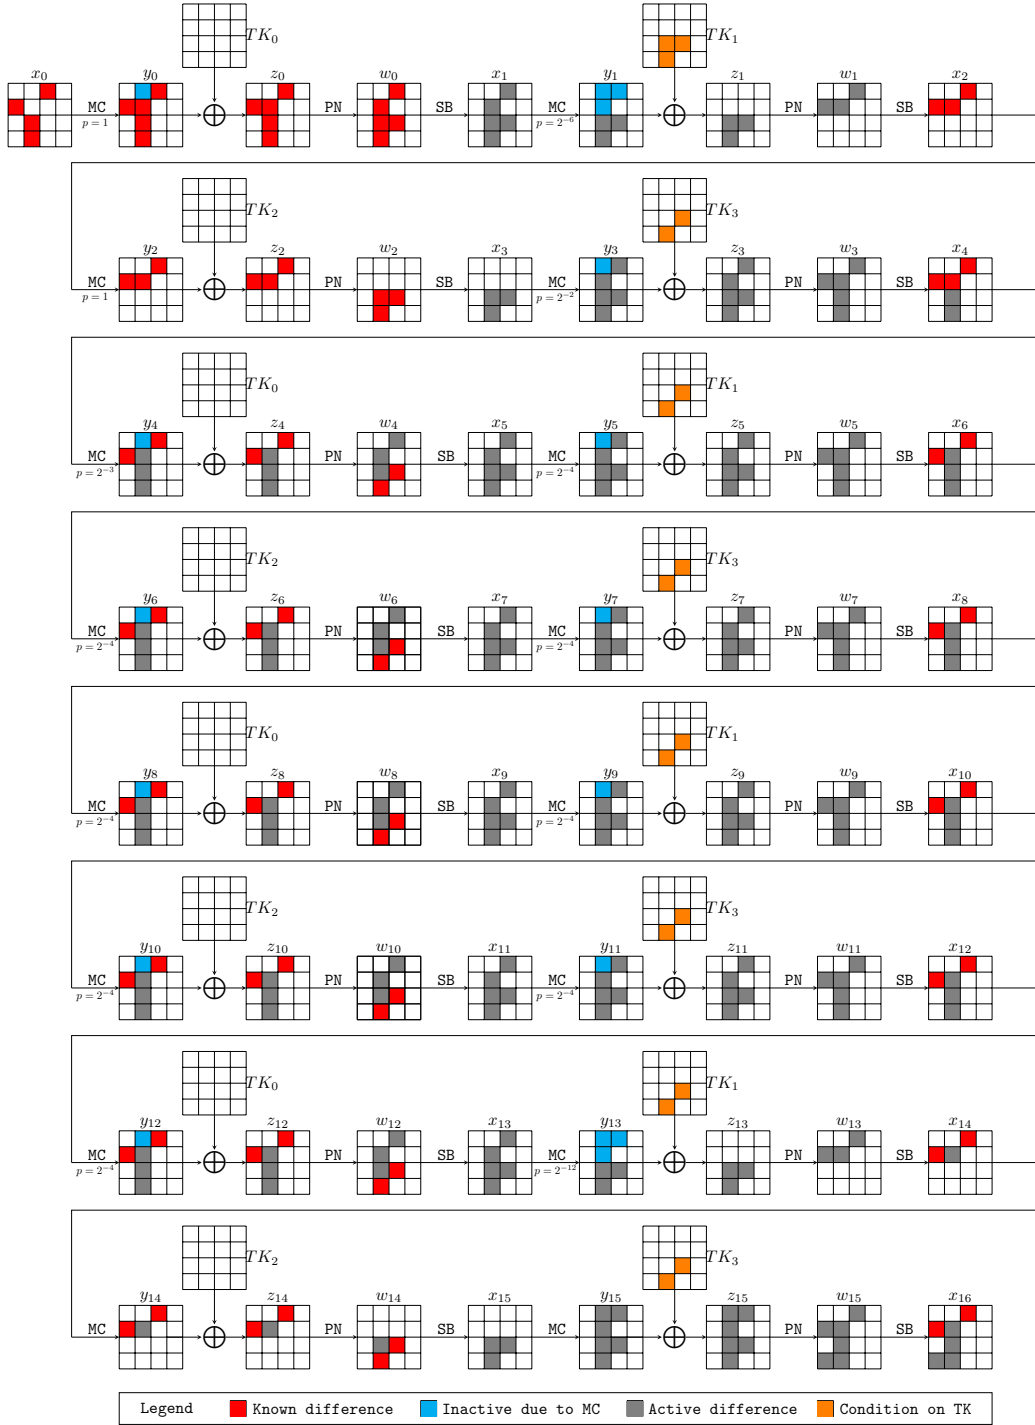 TK₀ TK₁
x₀ y₀ z₀ w₀ x₁ y₁ z₁ w₁ x₂
MC PN SB MC PN SB
p = 1 p = 2⁻⁶
TK₂ TK₃
y₂ z₂ w₂ x₃ y₃ z₃ w₃ x₄
MC PN SB MC PN SB
p = 1 p = 2⁻²
TK₀ TK₁
y₄ z₄ w₄ x₅ y₅ z₅ w₅ x₆
MC PN SB MC PN SB
p = 2⁻³ p = 2⁻⁴
TK₂ TK₃
y₆ z₆ w₆ x₇ y₇ z₇ w₇ x₈
MC PN SB MC PN SB
p = 2⁻⁴ p = 2⁻⁴
TK₀ TK₁
y₈ z₈ w₈ x₉ y₉ z₉ w₉ x₁₀
MC PN SB MC PN SB
p = 2⁻⁴ p = 2⁻⁴
TK₂ TK₃
y₁₀ z₁₀ w₁₀ x₁₁ y₁₁ z₁₁ w₁₁ x₁₂
MC PN SB MC PN SB
p = 2⁻⁴ p = 2⁻⁴
TK₀ TK₁
y₁₂ z₁₂ w₁₂ x₁₃ y₁₃ z₁₃ w₁₃ x₁₄
MC PN SB MC PN SB
p = 2⁻⁴ p = 2⁻¹²
TK₂ TK₃
y₁₄ z₁₄ w₁₄ x₁₅ y₁₅ z₁₅ w₁₅ x₁₆
MC PN SB MC PN SB
Legend Known difference Inactive due to MC Active difference Condition on TK